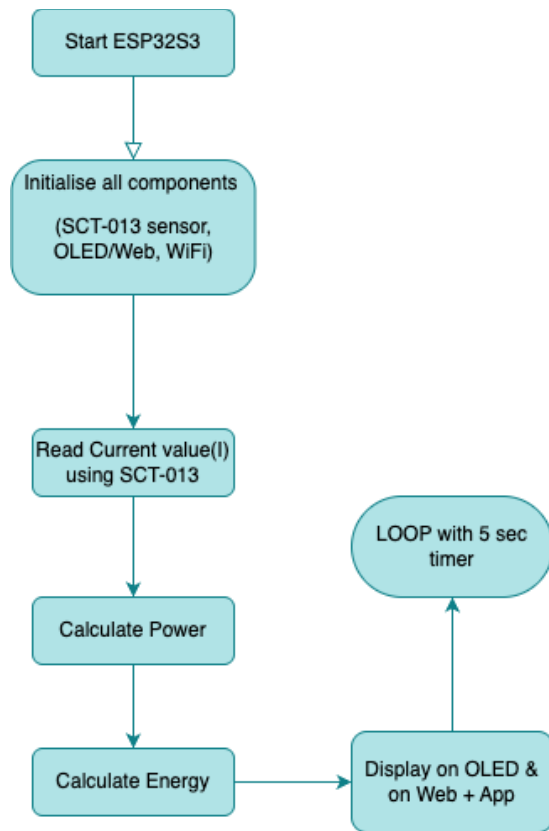 Start ESP32S3
Initialise all components
(SCT-013 sensor,
OLED/Web, WiFi)
Read Current value(I)
using SCT-013
Calculate Power
Calculate Energy
Display on OLED &
on Web + App
LOOP with 5 sec
timer